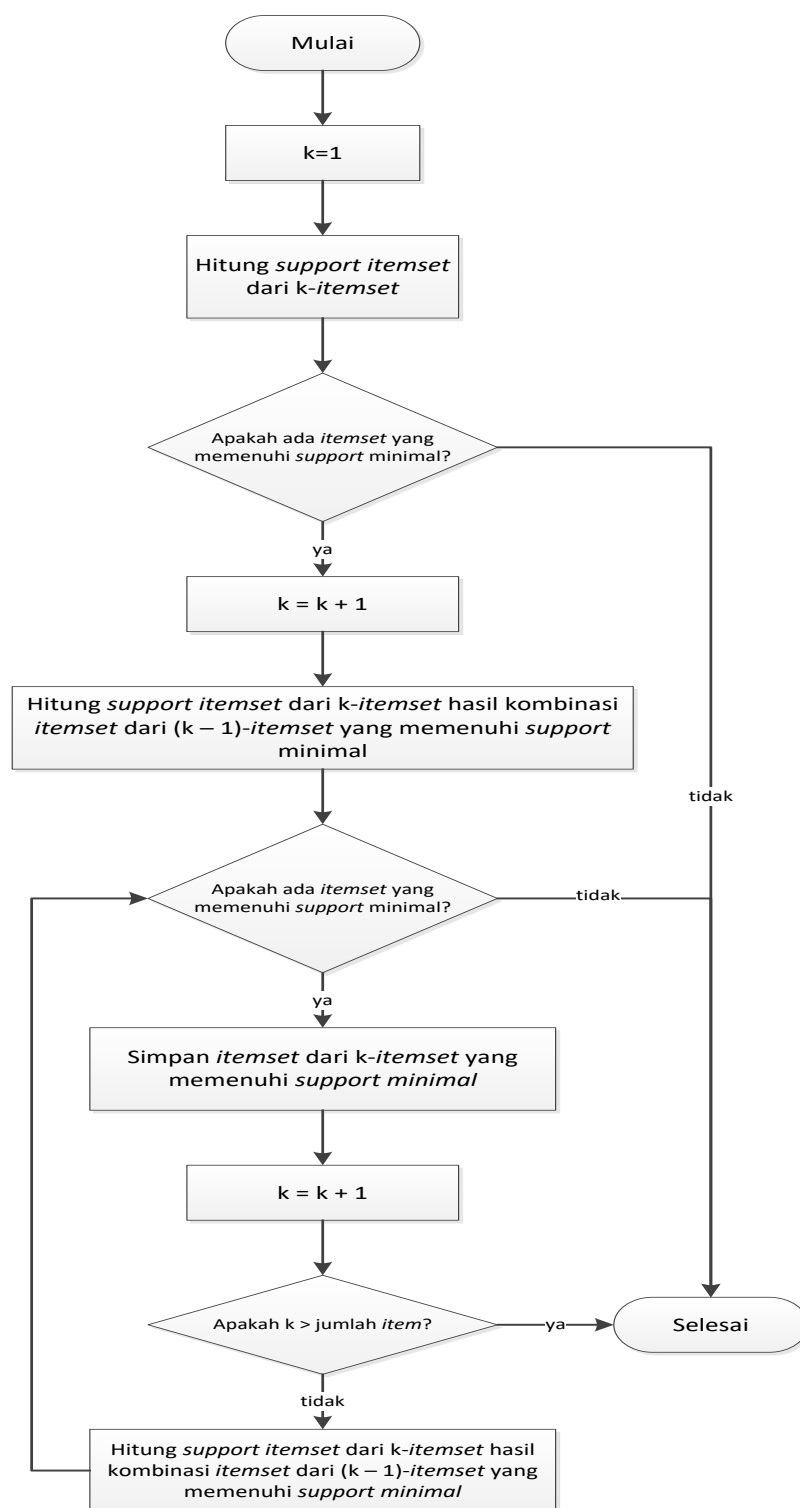 Mulai
k=1
Hitung support itemset
dari k-itemset
Apakah ada itemset yang
memenuhi support minimal?
ya
k = k + 1
Hitung support itemset dari k-itemset hasil kombinasi
itemset dari (k – 1)-itemset yang memenuhi support
minimal
tidak
Apakah ada itemset yang
memenuhi support minimal?
tidak
ya
Simpan itemset dari k-itemset yang
memenuhi support minimal
k = k + 1
Apakah k > jumlah item?
ya
Selesai
tidak
Hitung support itemset dari k-itemset hasil
kombinasi itemset dari (k – 1)-itemset yang
memenuhi support minimal